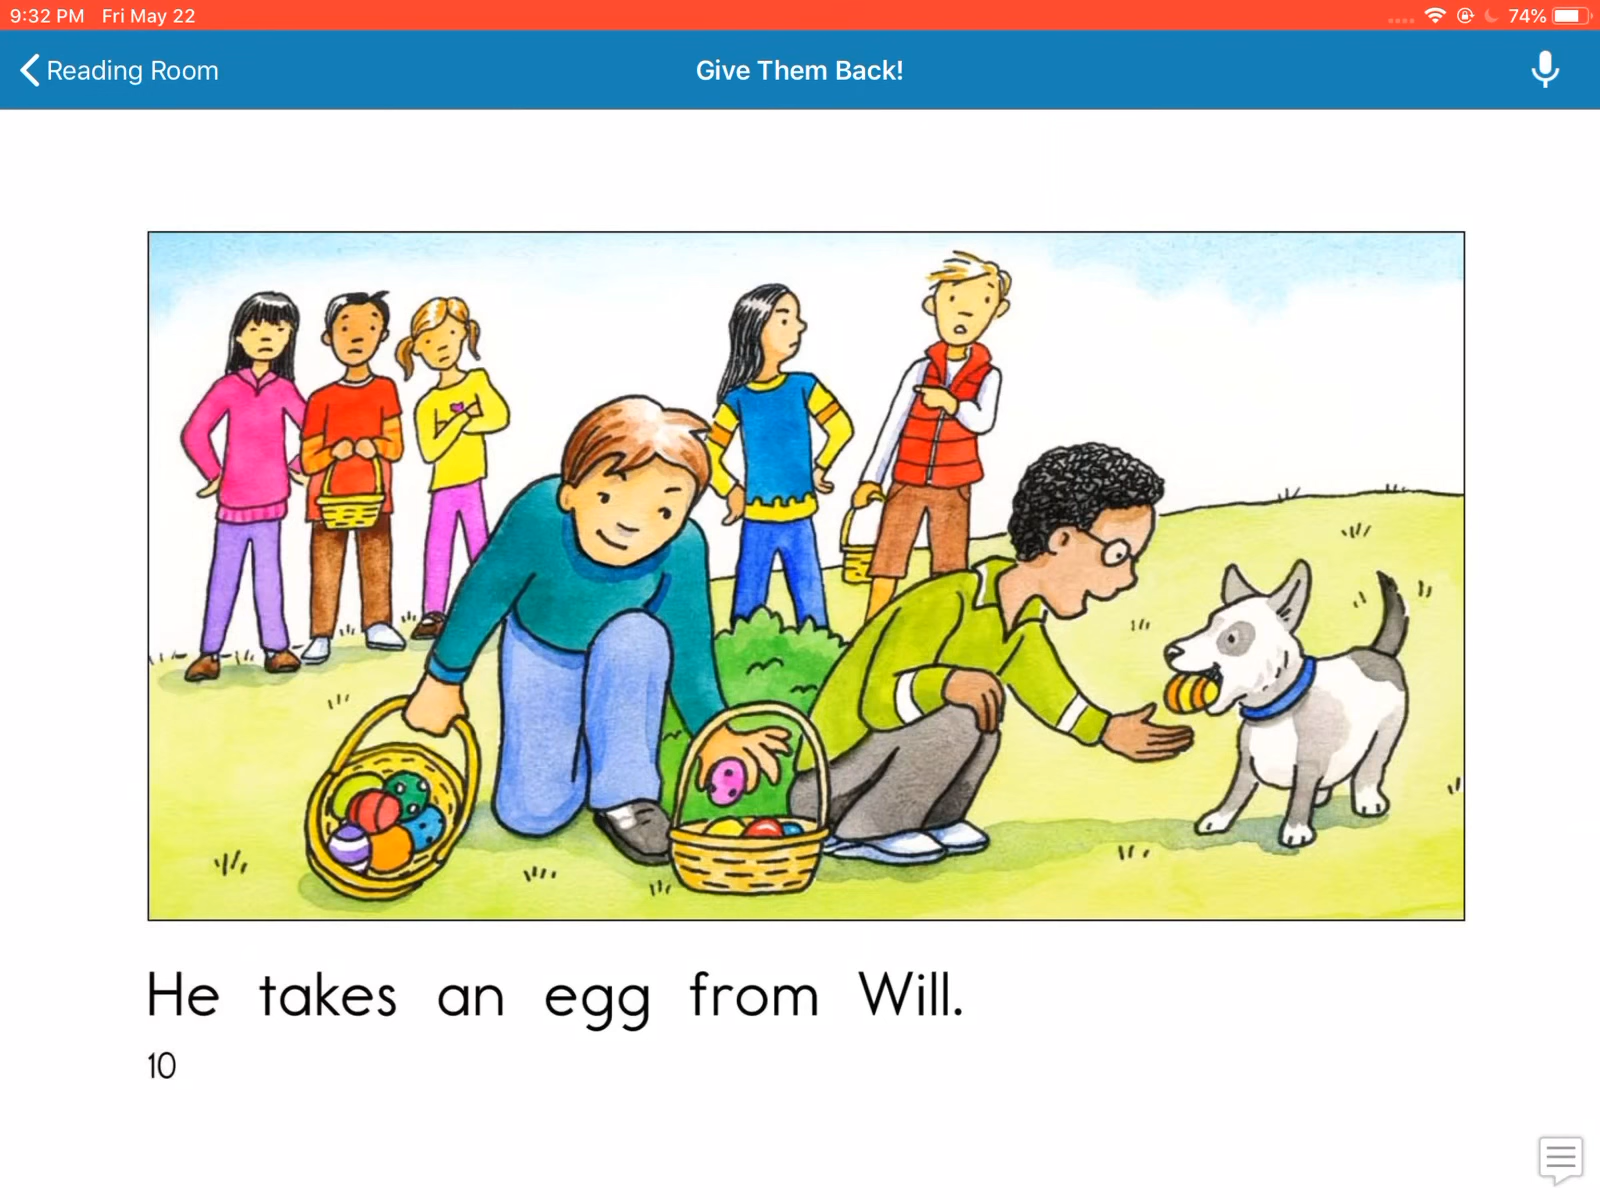 9:32 PM Fri May 22 74%
Reading Room Give Them Back!
He takes an egg from Will.
10